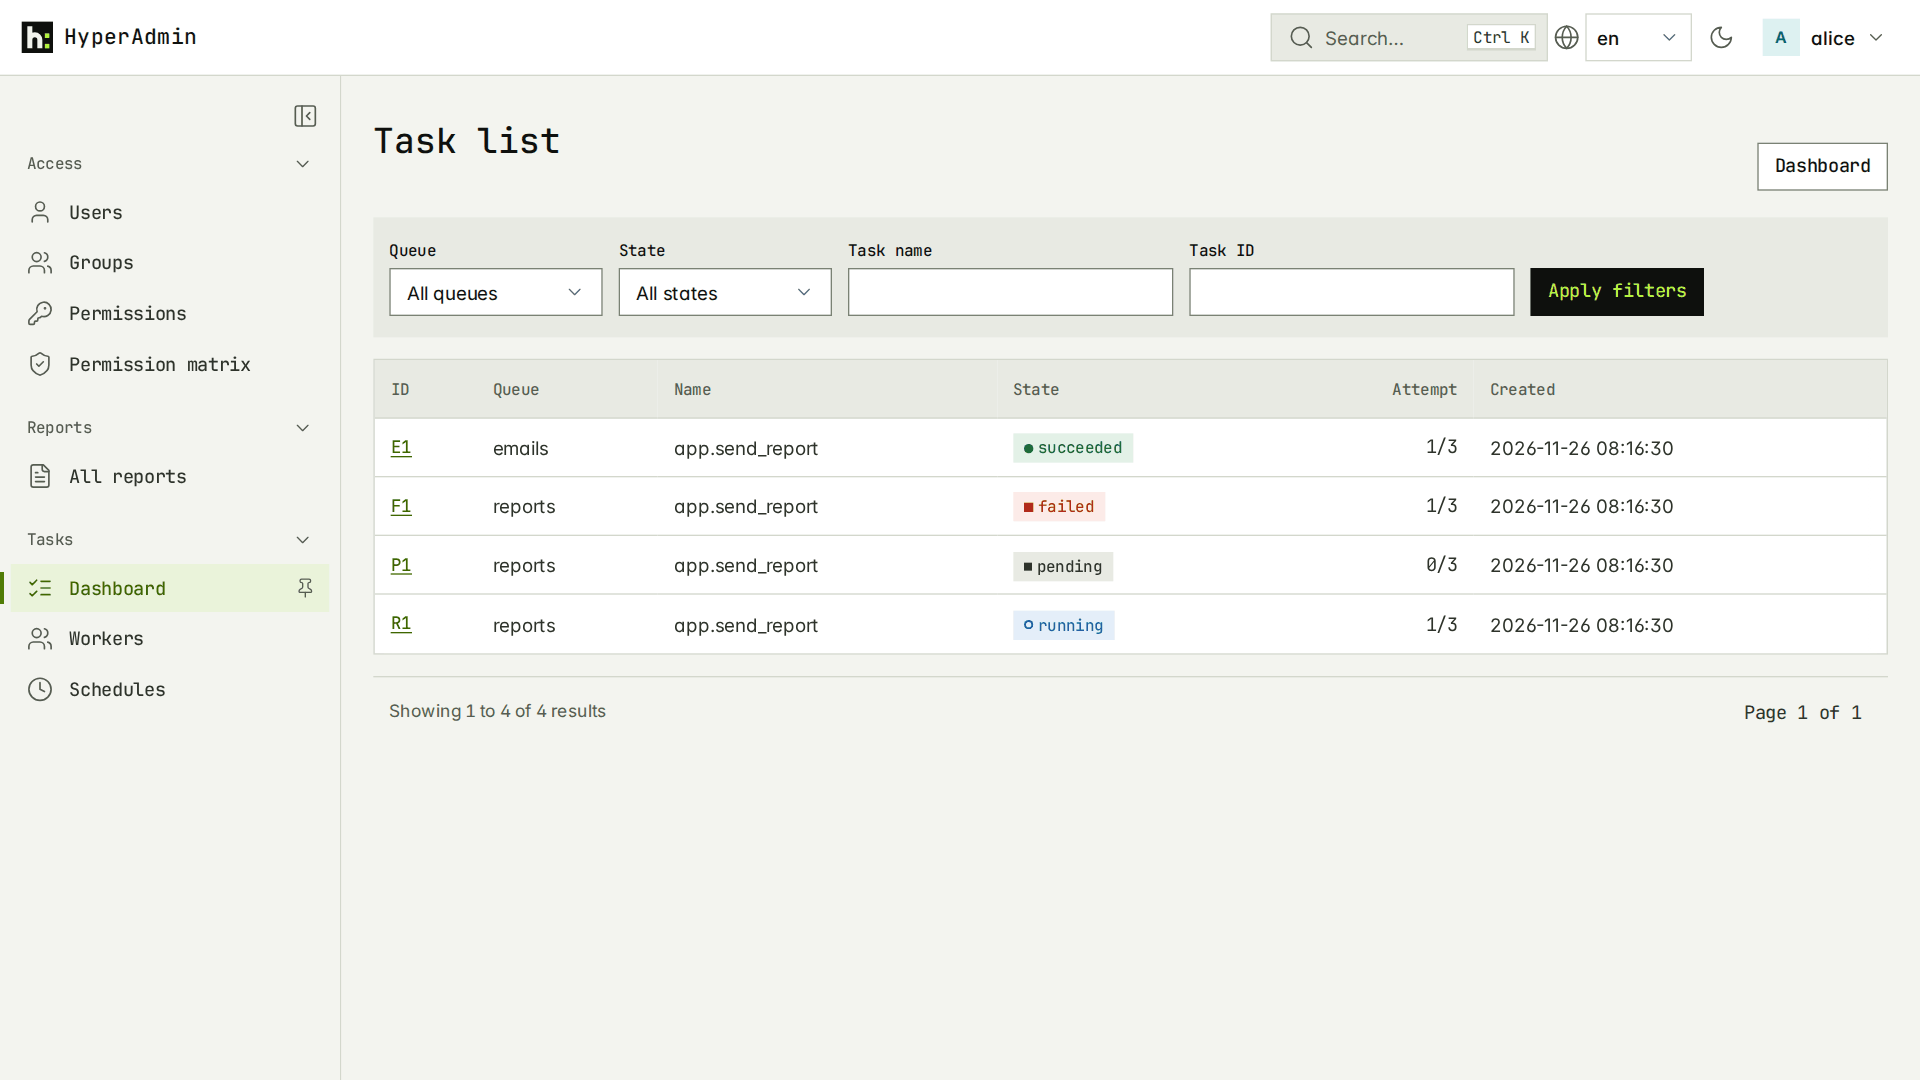 h: HyperAdmin
Search... Ctrl K
en
A alice
Access
Users
Groups
Permissions
Permission matrix
Reports
All reports
Tasks
Dashboard
Workers
Schedules
Task list
Dashboard
Queue State Task name Task ID
All queues All states Apply filters
ID Queue Name State Attempt Created
E1 emails app.send_report succeeded 1/3 2026-11-26 08:16:30
F1 reports app.send_report failed 1/3 2026-11-26 08:16:30
P1 reports app.send_report pending 0/3 2026-11-26 08:16:30
R1 reports app.send_report running 1/3 2026-11-26 08:16:30
Showing 1 to 4 of 4 results
Page 1 of 1